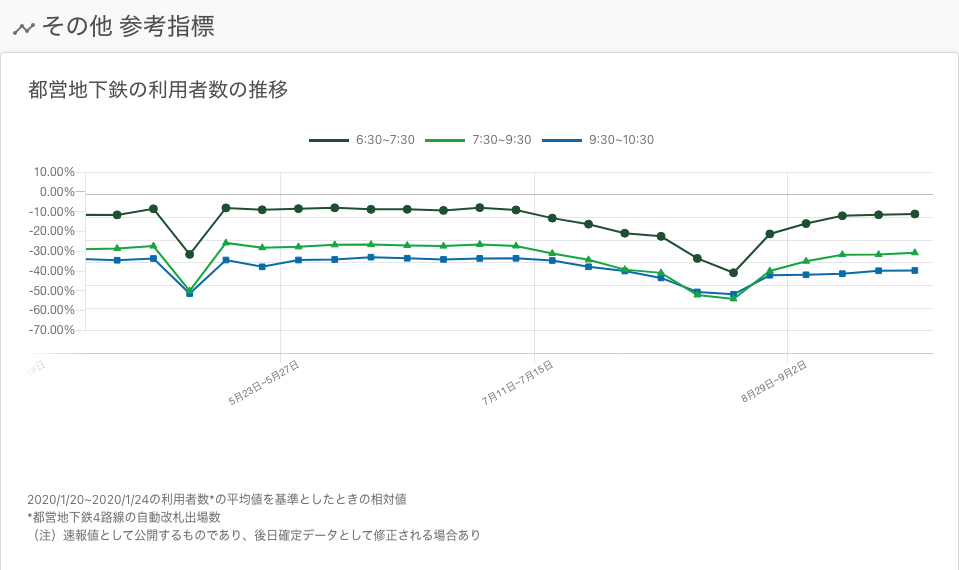 その他 参考指標
都営地下鉄の利用者数の推移
6:30~7:30 7:30~9:30 9:30~10:30
10.00%
0.00%
-10.00%
-20.00%
-30.00%
-40.00%
-50.00%
-60.00%
-70.00%
5月23日~5月27日
7月11日~7月15日
8月29日~9月2日
2020/1/20~2020/1/24の利用者数*の平均値を基準としたときの相対値
*都営地下鉄4路線の自動改札出場数
（注）速報値として公開するものであり、後日確定データとして修正される場合あり